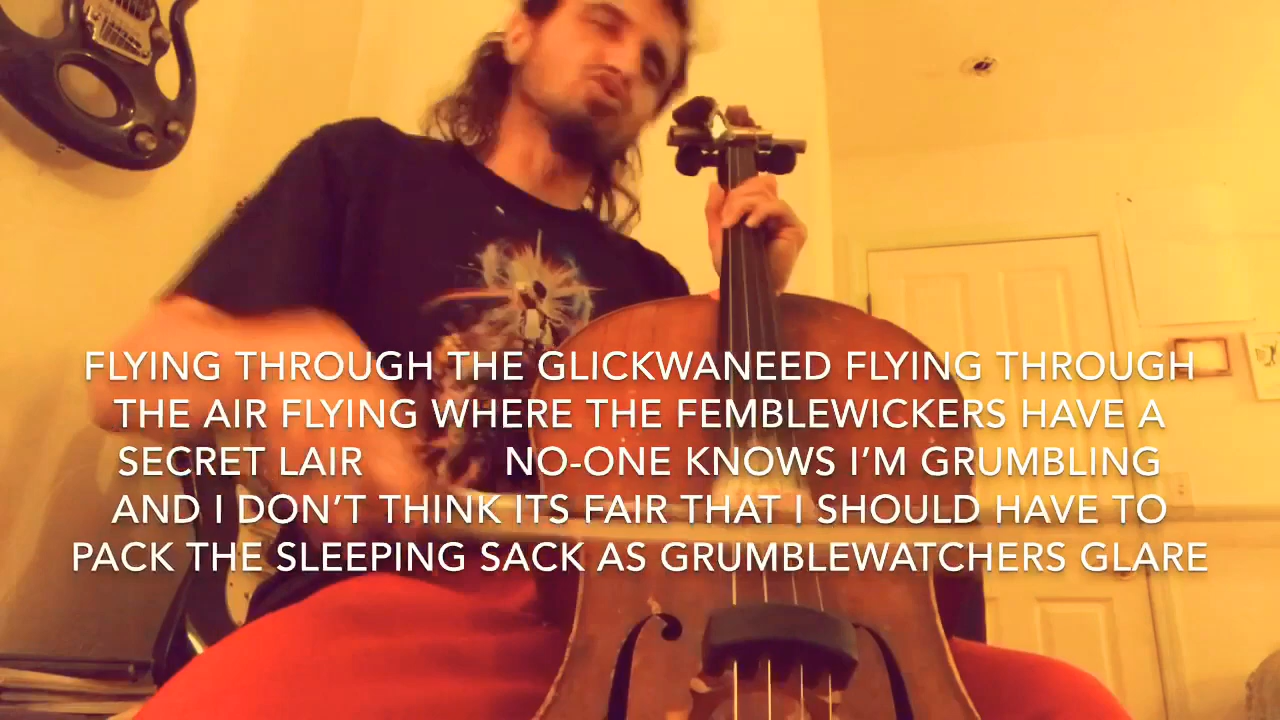 FLYING THROUGH THE GLICKWANEED FLYING THROUGH
THE AIR FLYING WHERE THE FEMBLEWICKERS HAVE A
SECRET LAIR NO-ONE KNOWS I’M GRUMBLING
AND I DON’T THINK ITS FAIR THAT I SHOULD HAVE TO
PACK THE SLEEPING SACK AS GRUMBLEWATCHERS GLARE